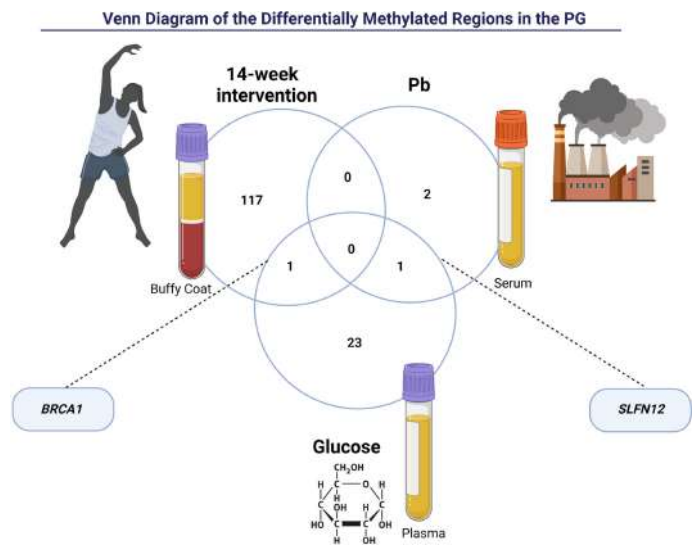 Venn Diagram of the Differentially Methylated Regions in the PG
14-week
intervention
Pb
0
117
2
0
1
1
Buffy Coat
Serum
23
BRCA1
SLFN12
Glucose
CH₂OH
C
O
H
H
H
C
C
OH
H
HO
C
C
OH
H
OH
Plasma